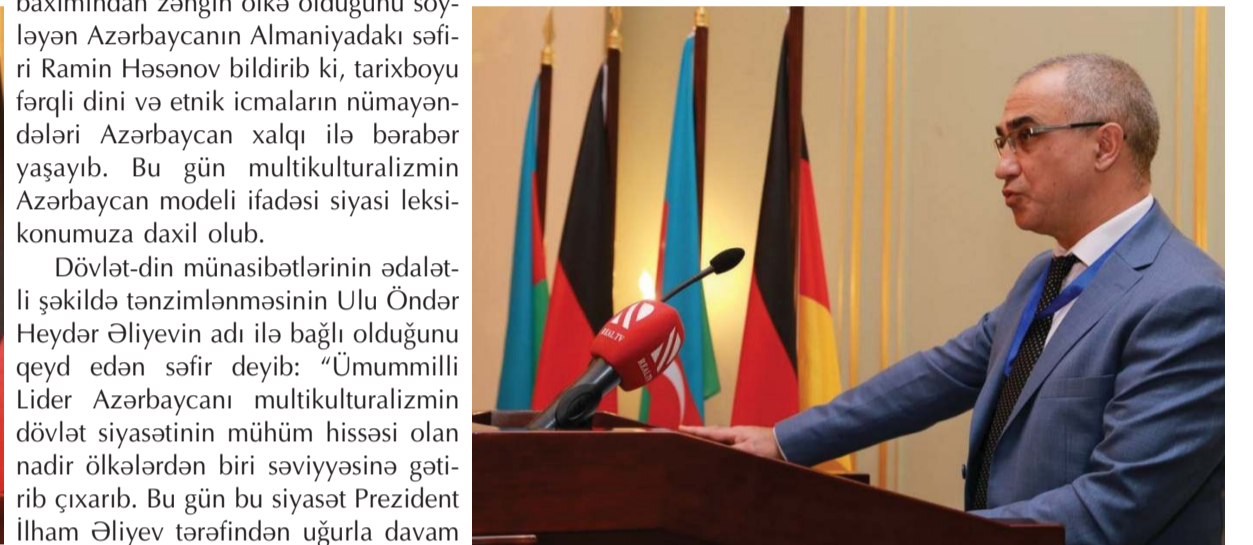 baxımından zəngin ölkə olduğunu söy-
ləyən Azərbaycanın Almaniyadakı səfi-
ri Ramin Həsənov bildirib ki, tarixboyu
fərqli dini və etnik icmaların nümayən-
dələri Azərbaycan xalqı ilə bərabər
yaşayıb. Bu gün multikulturalizmin
Azərbaycan modeli ifadəsi siyasi leksi-
konumuza daxil olub.
Dövlət-din münasibətlərinin ədalət-
li şəkildə tənzimlənməsinin Ulu Öndər
Heydər Əliyevin adı ilə bağlı olduğunu
qeyd edən səfir deyib: “Ümummilli
Lider Azərbaycanı multikulturalizmin
dövlət siyasətinin mühüm hissəsi olan
nadir ölkələrdən biri səviyyəsinə gəti-
rib çıxarıb. Bu gün bu siyasət Prezident
İlham Əliyev tərəfindən uğurla davam
REAL TV
REAL TV